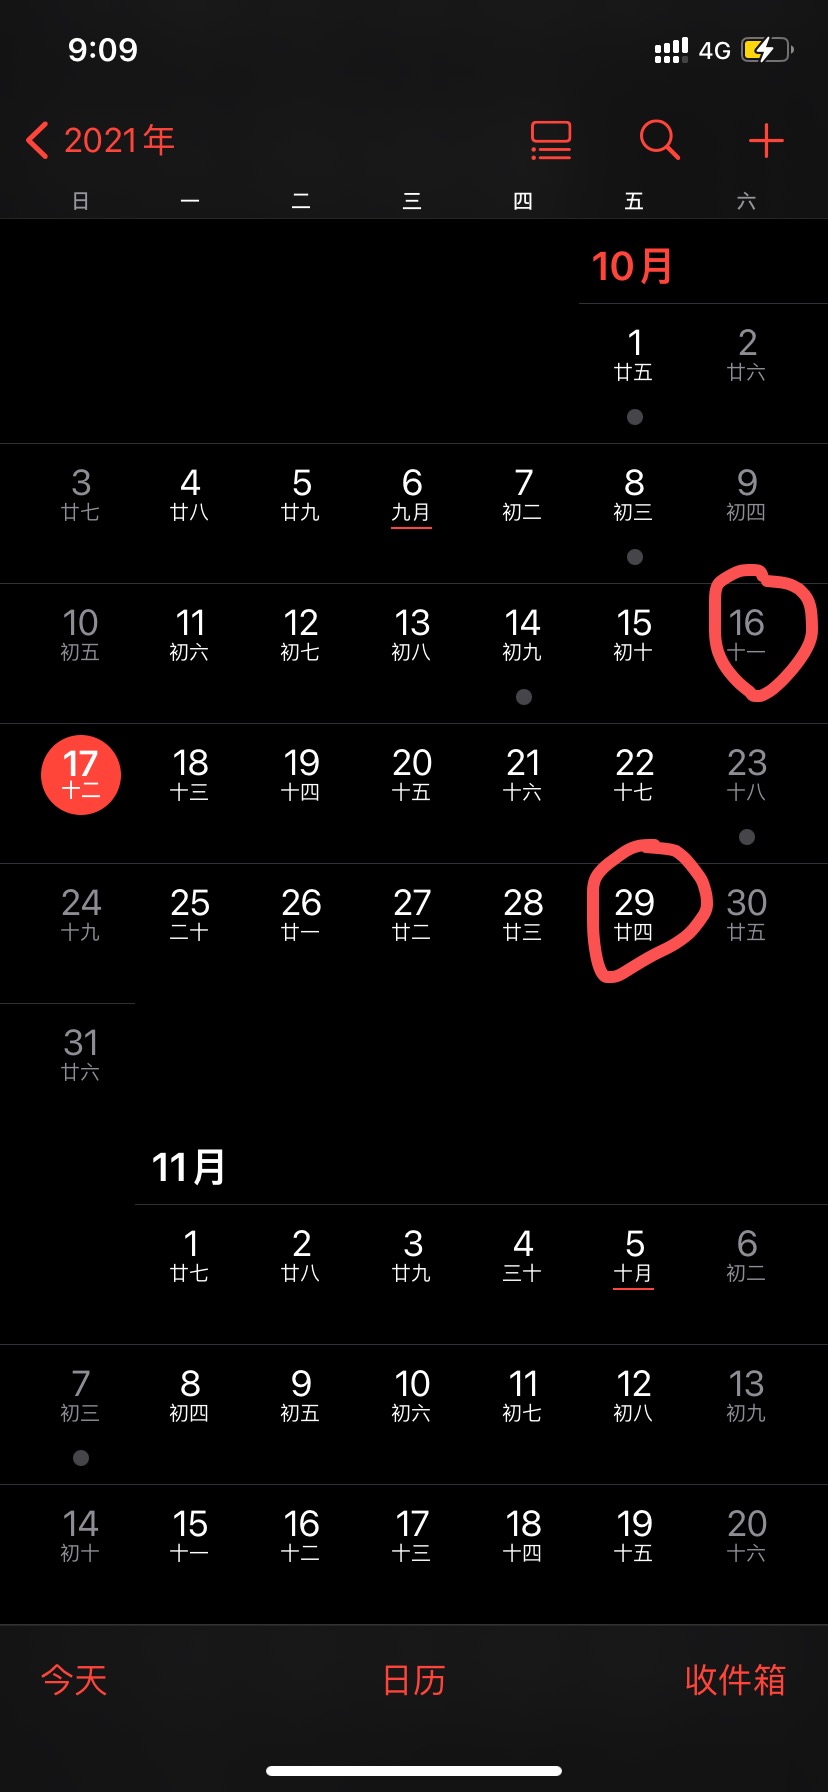 9:09 4G
2021年
日 一 二 三 四 五 六
10月
1 2
廿五 廿六
3 4 5 6 7 8 9
廿七 廿八 廿九 九月 初二 初三 初四
10 11 12 13 14 15 16
初五 初六 初七 初八 初九 初十 十一
17 18 19 20 21 22 23
十二 十三 十四 十五 十六 十七 十八
24 25 26 27 28 29 30
十九 二十 廿一 廿二 廿三 廿四 廿五
31
廿六
11月
1 2 3 4 5 6
廿七 廿八 廿九 三十 十月 初二
7 8 9 10 11 12 13
初三 初四 初五 初六 初七 初八 初九
14 15 16 17 18 19 20
初十 十一 十二 十三 十四 十五 十六
今天 日历 收件箱